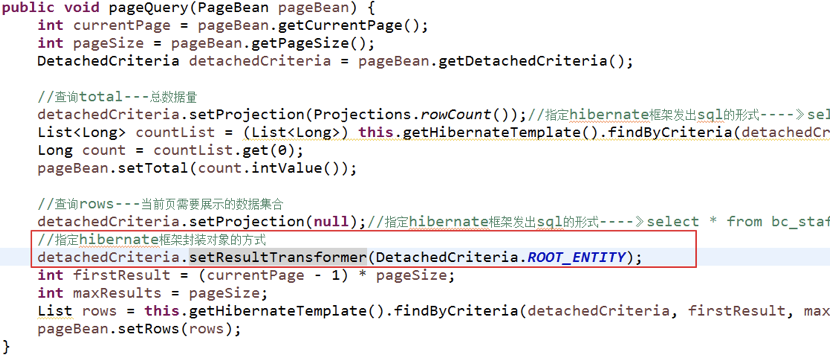 public void pageQuery(PageBean pageBean) {
int currentPage = pageBean.getCurrentPage();
int pageSize = pageBean.getPageSize();
DetachedCriteria detachedCriteria = pageBean.getDetachedCriteria();
//查询total---总数据量
detachedCriteria.setProjection(Projections.rowCount());//指定hibernate框架发出sql的形式----》sel
List<Long> countList = (List<Long>) this.getHibernateTemplate().findByCriteria(detachedCr
Long count = countList.get(0);
pageBean.setTotal(count.intValue());
//查询rows---当前页需要展示的数据集合
detachedCriteria.setProjection(null);//指定hibernate框架发出sql的形式----》select * from bc_staf
//指定hibernate框架封装对象的方式
detachedCriteria.setResultTransformer(DetachedCriteria.ROOT_ENTITY);
int firstResult = (currentPage - 1) * pageSize;
int maxResults = pageSize;
List rows = this.getHibernateTemplate().findByCriteria(detachedCriteria, firstResult, max
pageBean.setRows(rows);
}